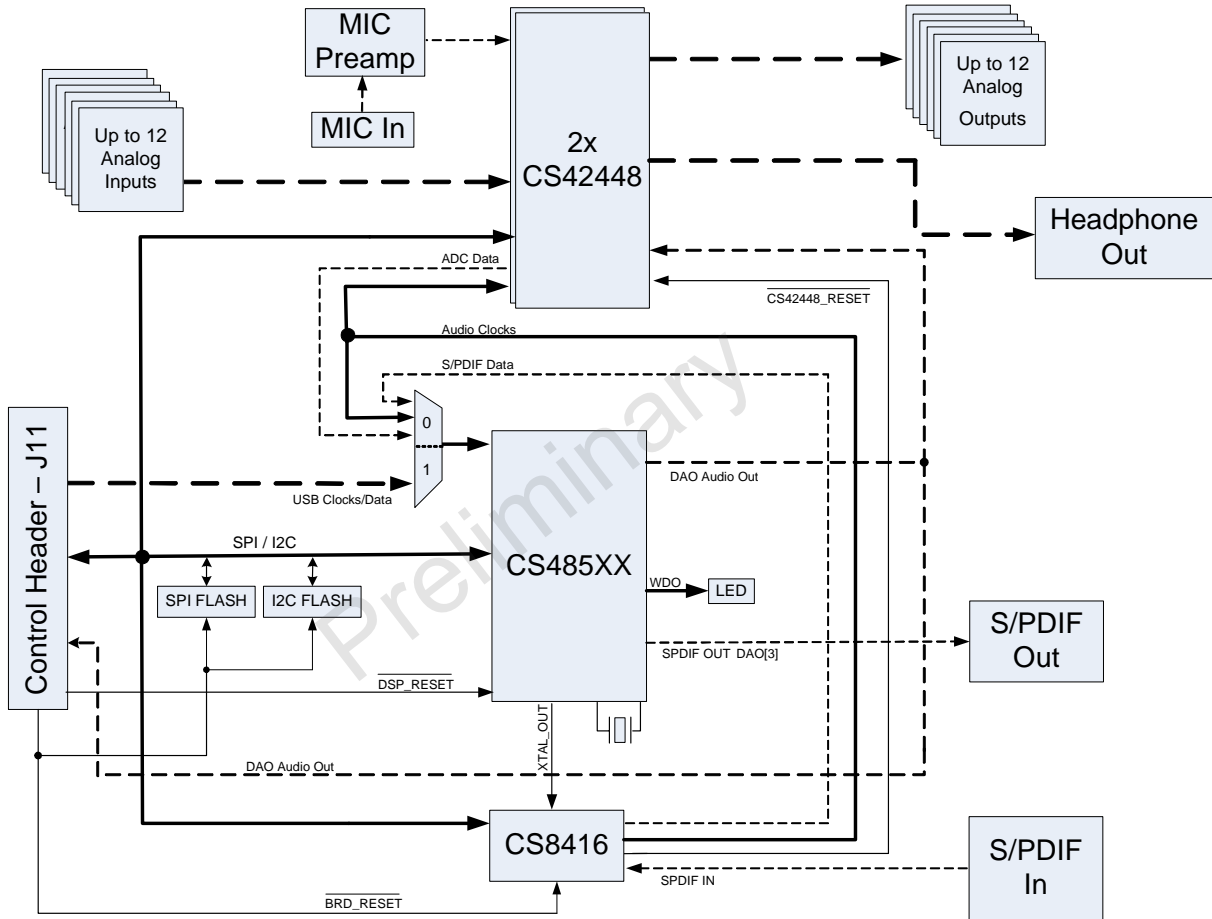 MIC
Preamp
MIC In
Up to 12
Analog
Inputs
2x
CS42448
Up to 12
Analog
Outputs
Headphone
Out
ADC Data
CS42448_RESET
Audio Clocks
S/PDIF Data
0
1
USB Clocks/Data
Control Header – J11
SPI / I2C
SPI FLASH
I2C FLASH
DSP_RESET
CS485XX
DAO Audio Out
WDO
LED
SPDIF OUT DAO[3]
S/PDIF
Out
XTAL_OUT
DAO Audio Out
CS8416
SPDIF IN
S/PDIF
In
BRD_RESET
Preliminary